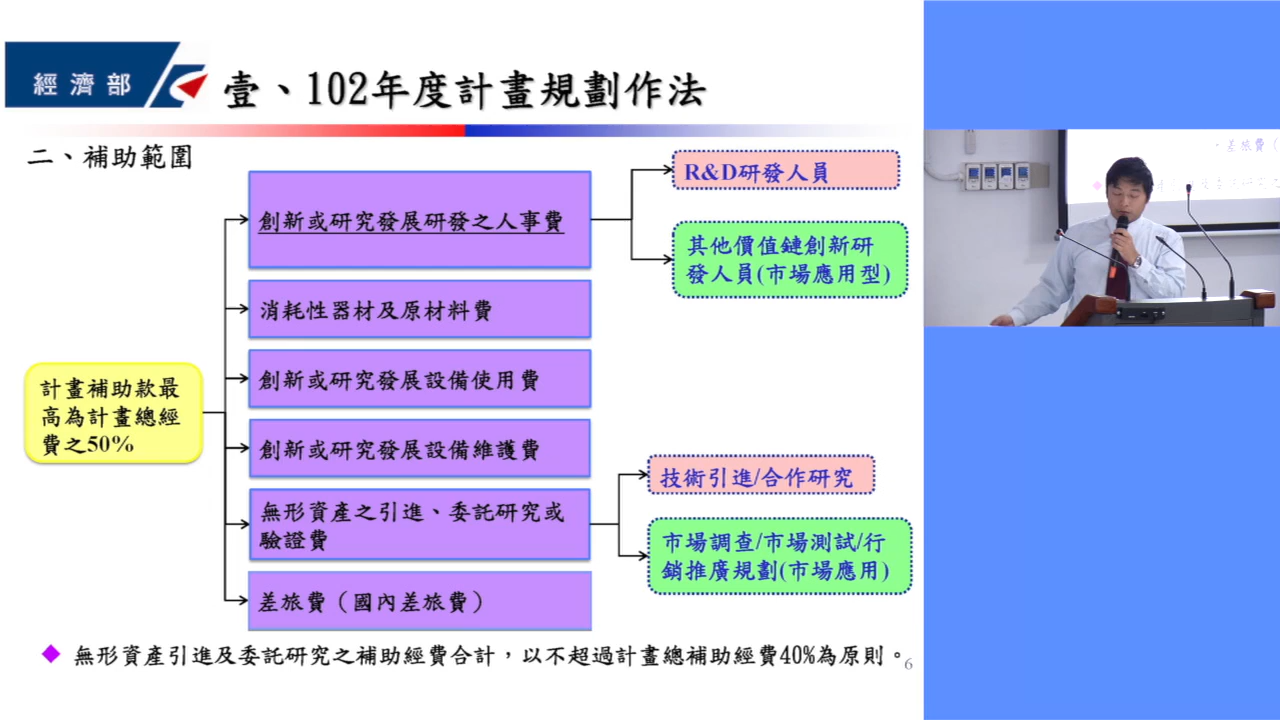 經濟部
壹、102年度計畫規劃作法
二、補助範圍
計畫補助款最
高為計畫總經
費之50%
創新或研究發展研發之人事費
R&D研發人員
其他價值鏈創新研
發人員(市場應用型)
消耗性器材及原材料費
創新或研究發展設備使用費
創新或研究發展設備維護費
無形資產之引進、委託研究或
驗證費
技術引進/合作研究
市場調查/市場測試/行
銷推廣規劃(市場應用)
差旅費（國內差旅費）
◆ 無形資產引進及委託研究之補助經費合計，以不超過計畫總補助經費40%為原則。
6
差旅費（